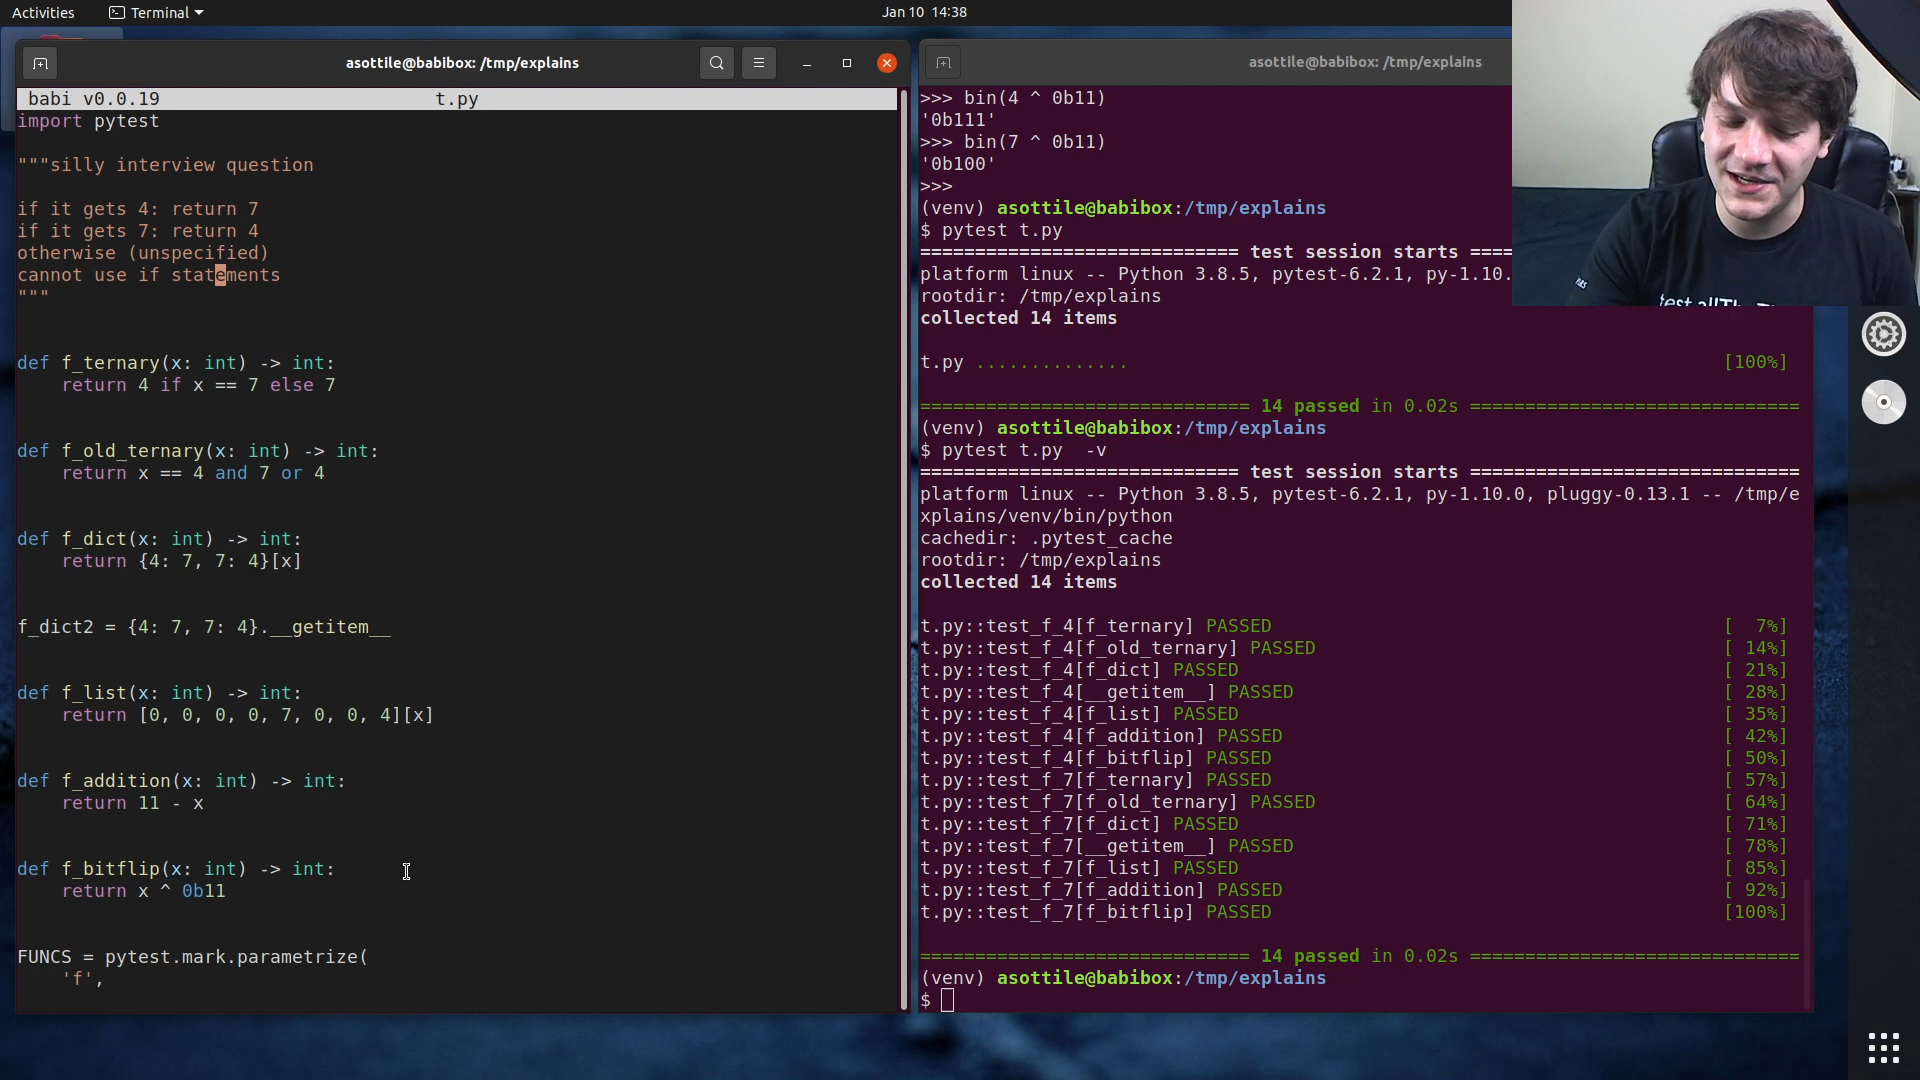 Activities
Terminal
Jan 10 14:38
asottile@babibox: /tmp/explains
babi v0.0.19 t.py
import pytest
"""silly interview question
if it gets 4: return 7
if it gets 7: return 4
otherwise (unspecified)
cannot use if statements
"""
def f_ternary(x: int) -> int:
return 4 if x == 7 else 7
def f_old_ternary(x: int) -> int:
return x == 4 and 7 or 4
def f_dict(x: int) -> int:
return {4: 7, 7: 4}[x]
f_dict2 = {4: 7, 7: 4}.__getitem__
def f_list(x: int) -> int:
return [0, 0, 0, 0, 7, 0, 0, 4][x]
def f_addition(x: int) -> int:
return 11 - x
def f_bitflip(x: int) -> int:
return x ^ 0b11
FUNCS = pytest.mark.parametrize(
'f',
asottile@babibox: /tmp/explains
>>> bin(4 ^ 0b11)
'0b111'
>>> bin(7 ^ 0b11)
'0b100'
>>>
(venv) asottile@babibox:/tmp/explains
$ pytest t.py
============================ test session starts ====
platform linux -- Python 3.8.5, pytest-6.2.1, py-1.10.
rootdir: /tmp/explains
collected 14 items
t.py .............. [100%]
============================== 14 passed in 0.02s ==============================
(venv) asottile@babibox:/tmp/explains
$ pytest t.py  -v
============================ test session starts ==============================
platform linux -- Python 3.8.5, pytest-6.2.1, py-1.10.0, pluggy-0.13.1 -- /tmp/e
xplains/venv/bin/python
cachedir: .pytest_cache
rootdir: /tmp/explains
collected 14 items
t.py::test_f_4[f_ternary] PASSED [  7%]
t.py::test_f_4[f_old_ternary] PASSED [ 14%]
t.py::test_f_4[f_dict] PASSED [ 21%]
t.py::test_f_4[__getitem__] PASSED [ 28%]
t.py::test_f_4[f_list] PASSED [ 35%]
t.py::test_f_4[f_addition] PASSED [ 42%]
t.py::test_f_4[f_bitflip] PASSED [ 50%]
t.py::test_f_7[f_ternary] PASSED [ 57%]
t.py::test_f_7[f_old_ternary] PASSED [ 64%]
t.py::test_f_7[f_dict] PASSED [ 71%]
t.py::test_f_7[__getitem__] PASSED [ 78%]
t.py::test_f_7[f_list] PASSED [ 85%]
t.py::test_f_7[f_addition] PASSED [ 92%]
t.py::test_f_7[f_bitflip] PASSED [100%]
============================== 14 passed in 0.02s ==============================
(venv) asottile@babibox:/tmp/explains
$